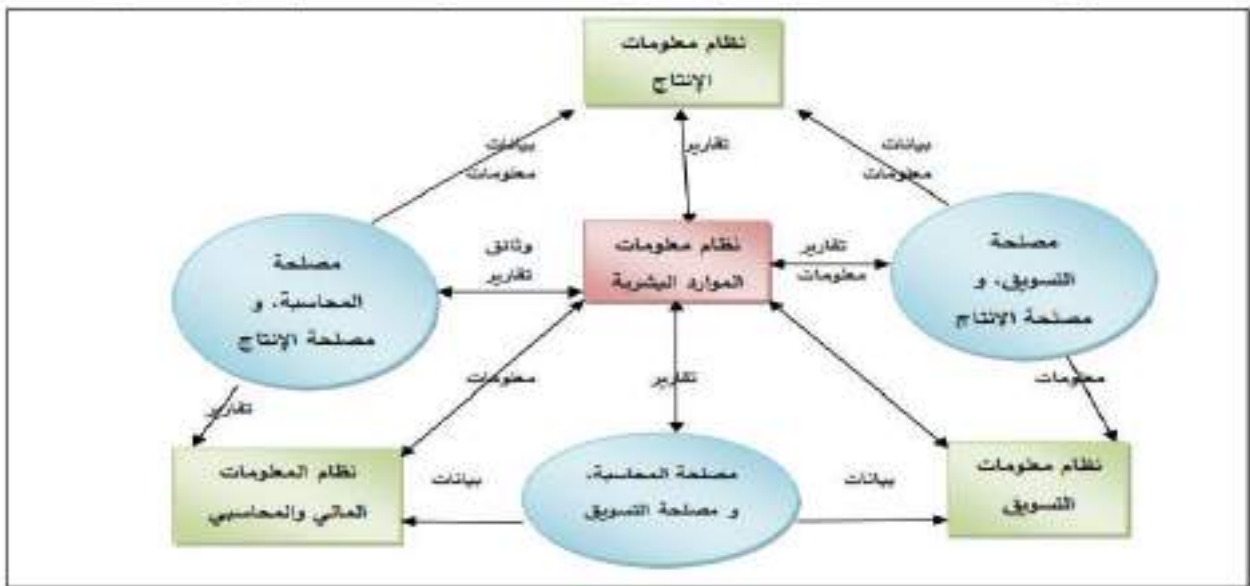 نظام معلومات
الإنتاج
بيانات
معلومات
تقارير
بيانات
معلومات
مصلحة
التسويق، و
مصلحة الإنتاج
تقارير
معلومات
نظام معلومات
الموارد البشرية
وثائق
تقارير
مصلحة
المحاسبة، و
مصلحة الإنتاج
معلومات
تقارير
معلومات
تقارير
نظام معلومات
التسويق
بيانات
مصلحة المحاسبة،
و مصلحة التسويق
بيانات
نظام المعلومات
المالي والمحاسبي